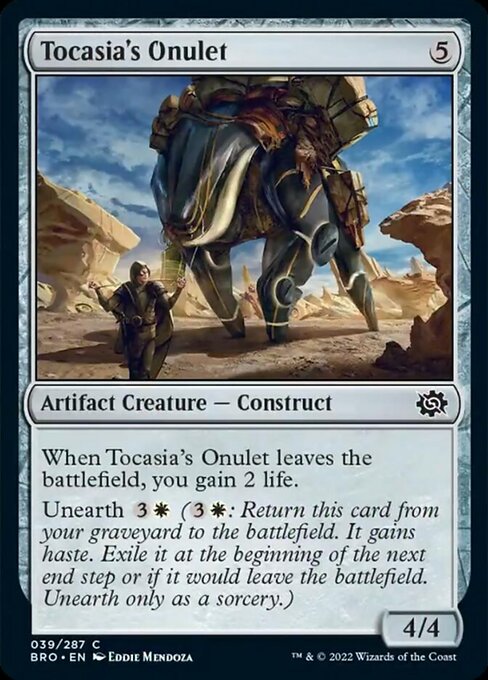 Tocasia's Onulet 5
Artifact Creature — Construct
When Tocasia's Onulet leaves the
battlefield, you gain 2 life.
Unearth 3 (3 : Return this card from
your graveyard to the battlefield. It gains
haste. Exile it at the beginning of the next
end step or if it would leave the battlefield.
Unearth only as a sorcery.)
4/4
039/287 C
BRO • EN Eddie Mendoza
™ & © 2022 Wizards of the Coast